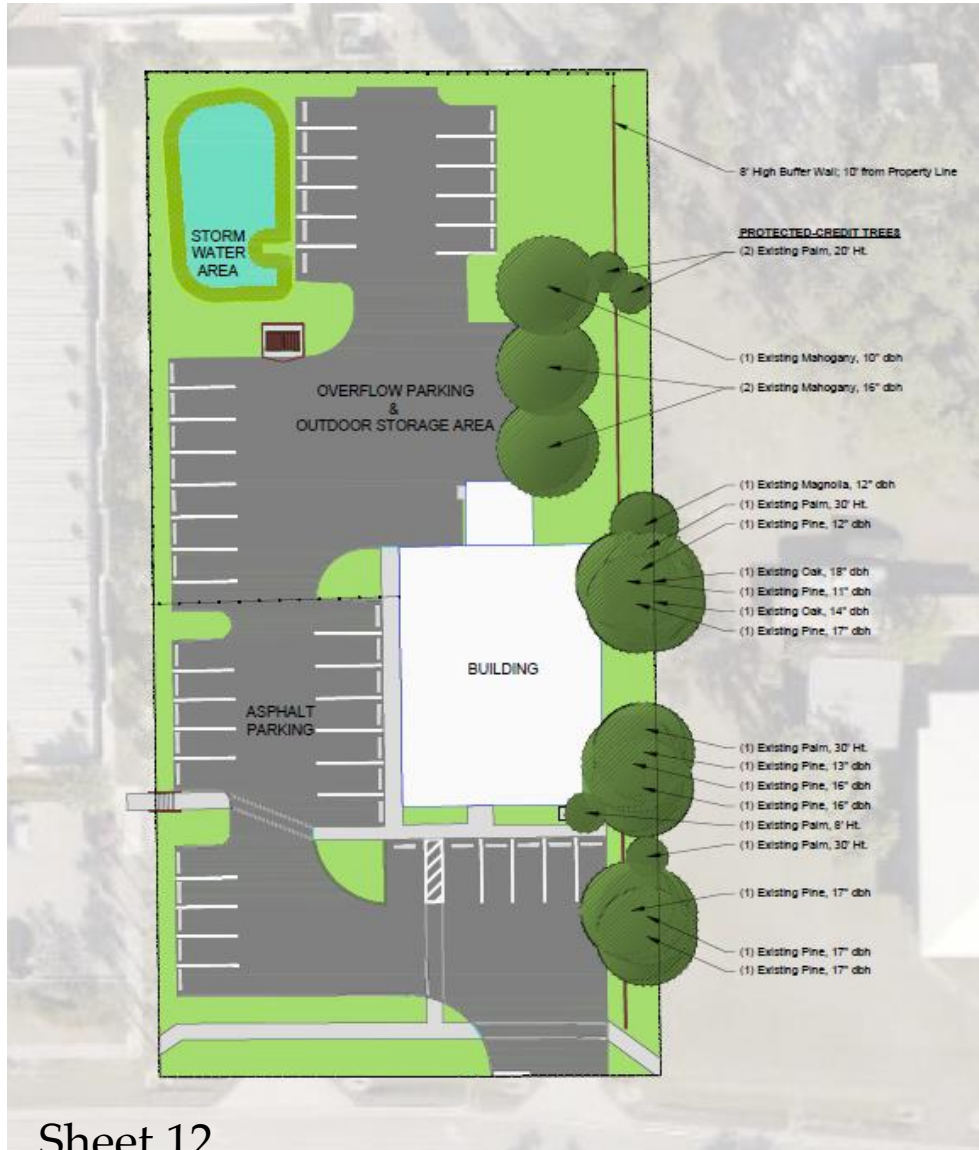 8' High Buffer Wall; 10' from Property Line
PROTECTED-CREDIT TREES
(2) Existing Palm, 20' Ht.
STORM
WATER
AREA
(1) Existing Mahogany, 10" dbh
(2) Existing Mahogany, 16" dbh
OVERFLOW PARKING
&
OUTDOOR STORAGE AREA
(1) Existing Magnolia, 12" dbh
(1) Existing Palm, 30' Ht.
(1) Existing Pine, 12" dbh
(1) Existing Oak, 18" dbh
(1) Existing Pine, 11" dbh
(1) Existing Oak, 14" dbh
(1) Existing Pine, 17" dbh
BUILDING
ASPHALT
PARKING
(1) Existing Palm, 30' Ht.
(1) Existing Pine, 13" dbh
(1) Existing Pine, 16" dbh
(1) Existing Pine, 16" dbh
(1) Existing Palm, 8' Ht.
(1) Existing Palm, 30' Ht.
(1) Existing Pine, 17" dbh
(1) Existing Pine, 17" dbh
(1) Existing Pine, 17" dbh
Sheet 12